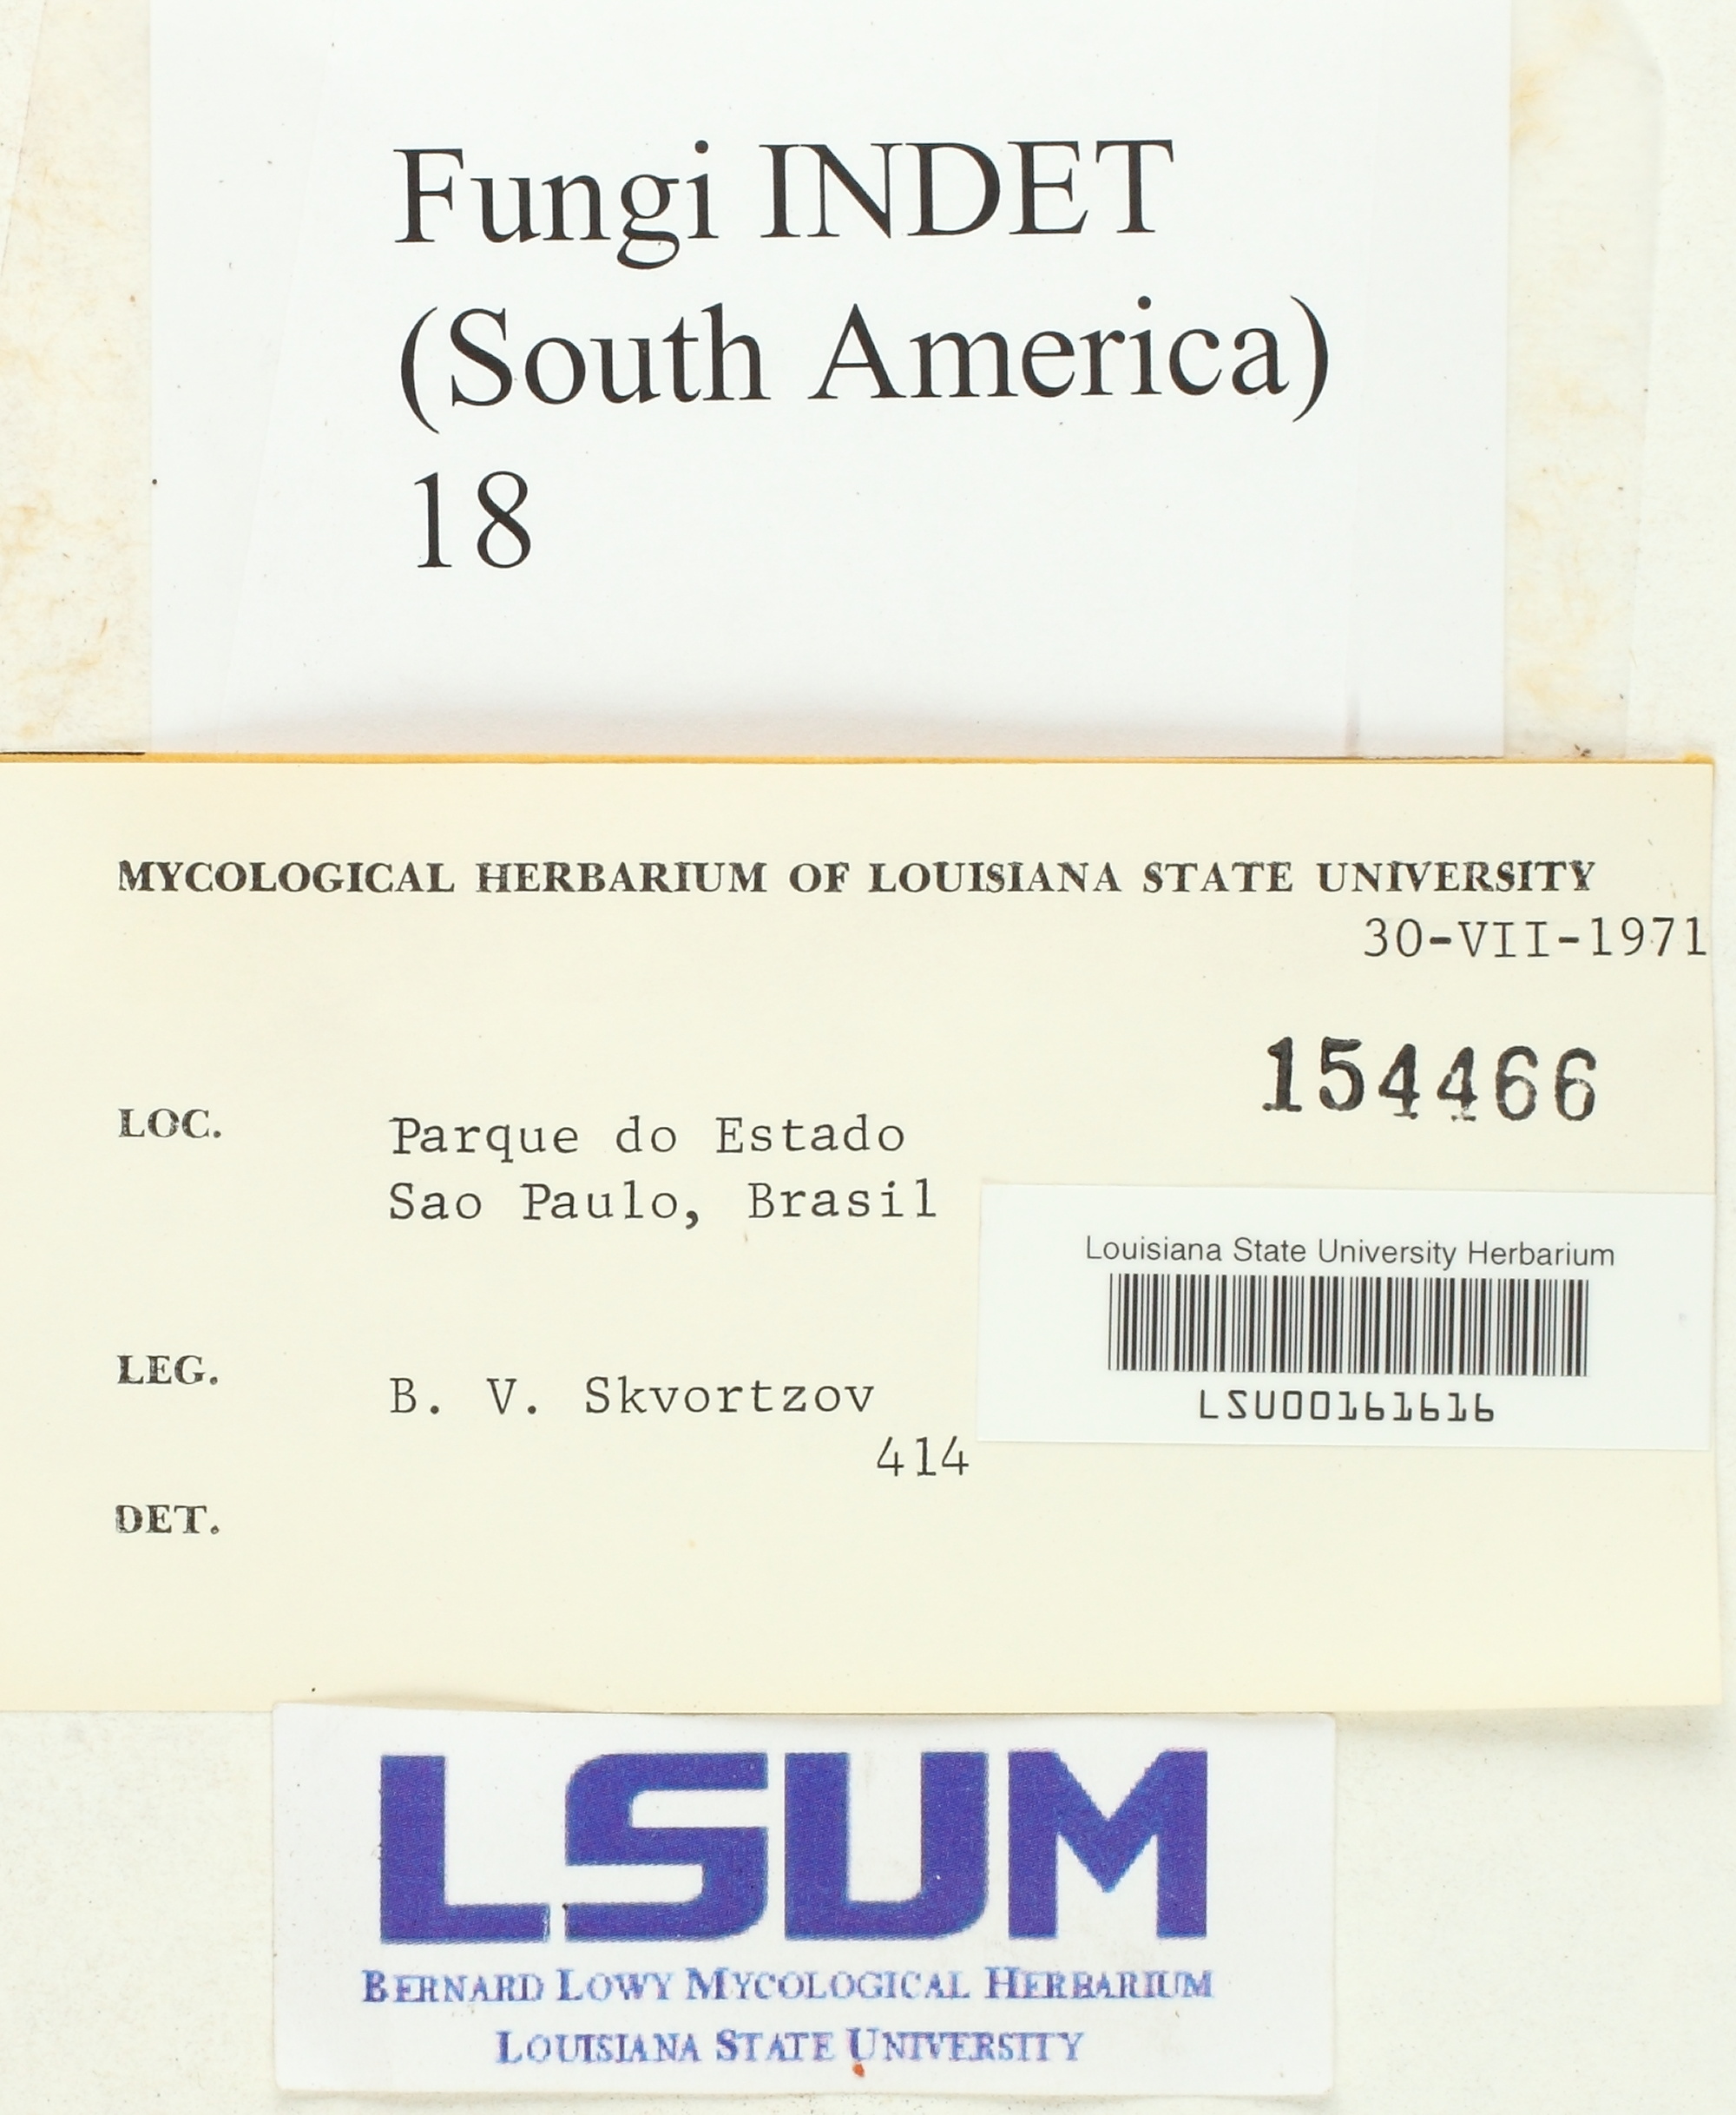 Fungi INDET
(South America)
18
MYCOLOGICAL HERBARIUM OF LOUISIANA STATE UNIVERSITY
30-VII-1971
154466
LOC. Parque do Estado
Sao Paulo, Brasil
Louisiana State University Herbarium
LSU00161616
LEG. B. V. Skvortzov
414
DET.
LSUM
BERNARD LOWY MYCOLOGICAL HERBARIUM
LOUISIANA STATE UNIVERSITY